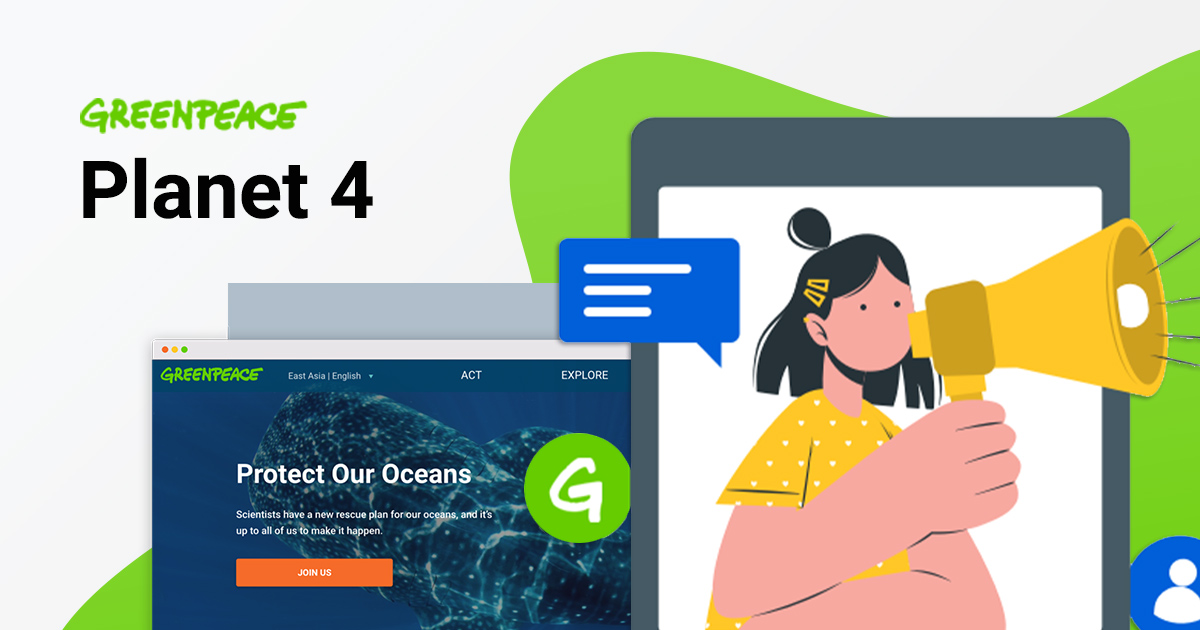 GREENPEACE
Planet 4
GREENPEACE
East Asia | English
ACT
EXPLORE
Protect Our Oceans
Scientists have a new rescue plan for our oceans, and it's
up to all of us to make it happen.
JOIN US
G